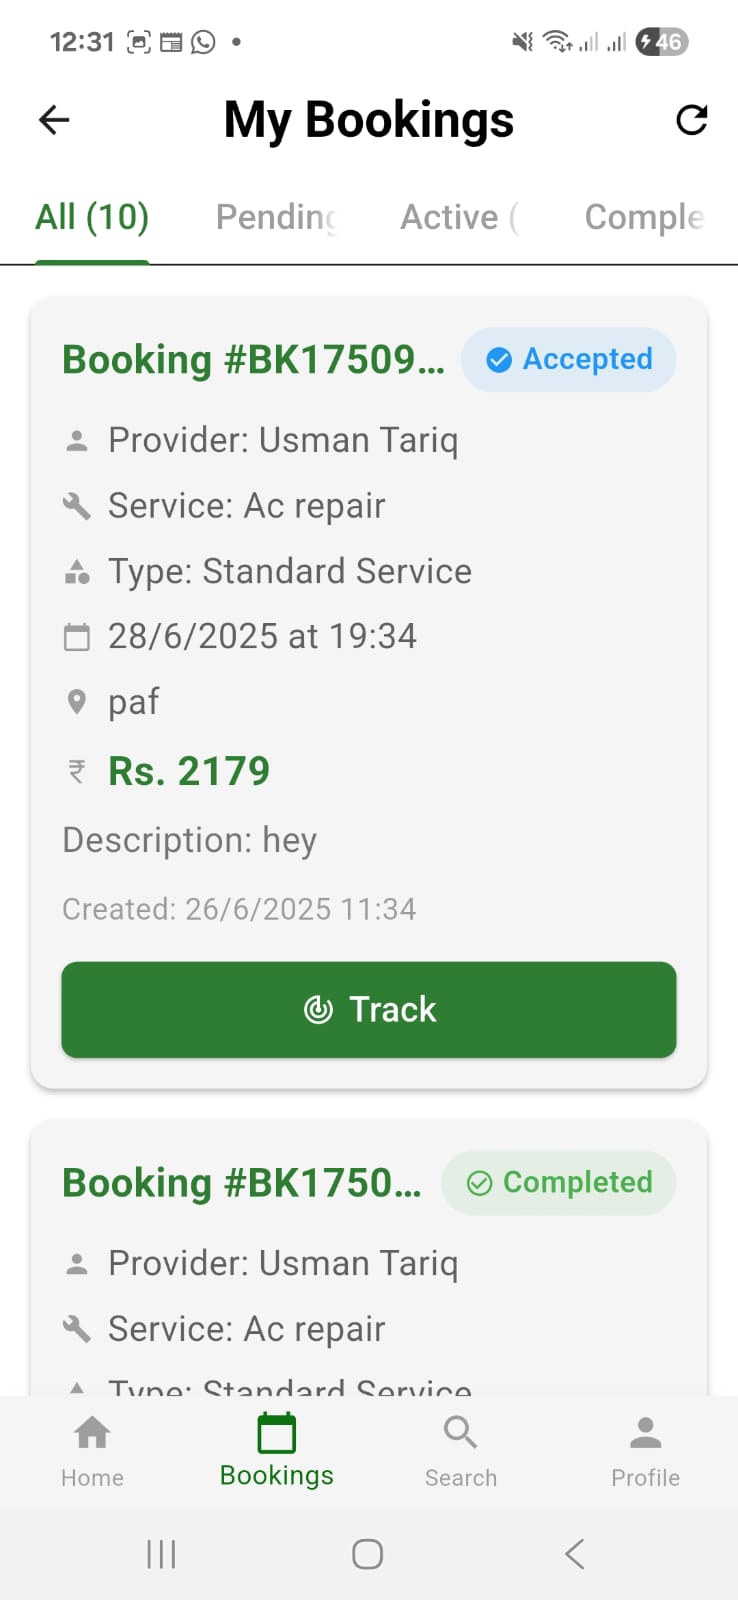 12:31
46
My Bookings
All (10) Pending Active ( Comple
Booking #BK17509... Accepted
Provider: Usman Tariq
Service: Ac repair
Type: Standard Service
28/6/2025 at 19:34
paf
₹ Rs. 2179
Description: hey
Created: 26/6/2025 11:34
Track
Booking #BK1750... Completed
Provider: Usman Tariq
Service: Ac repair
Type: Standard Service
Home Bookings Search Profile